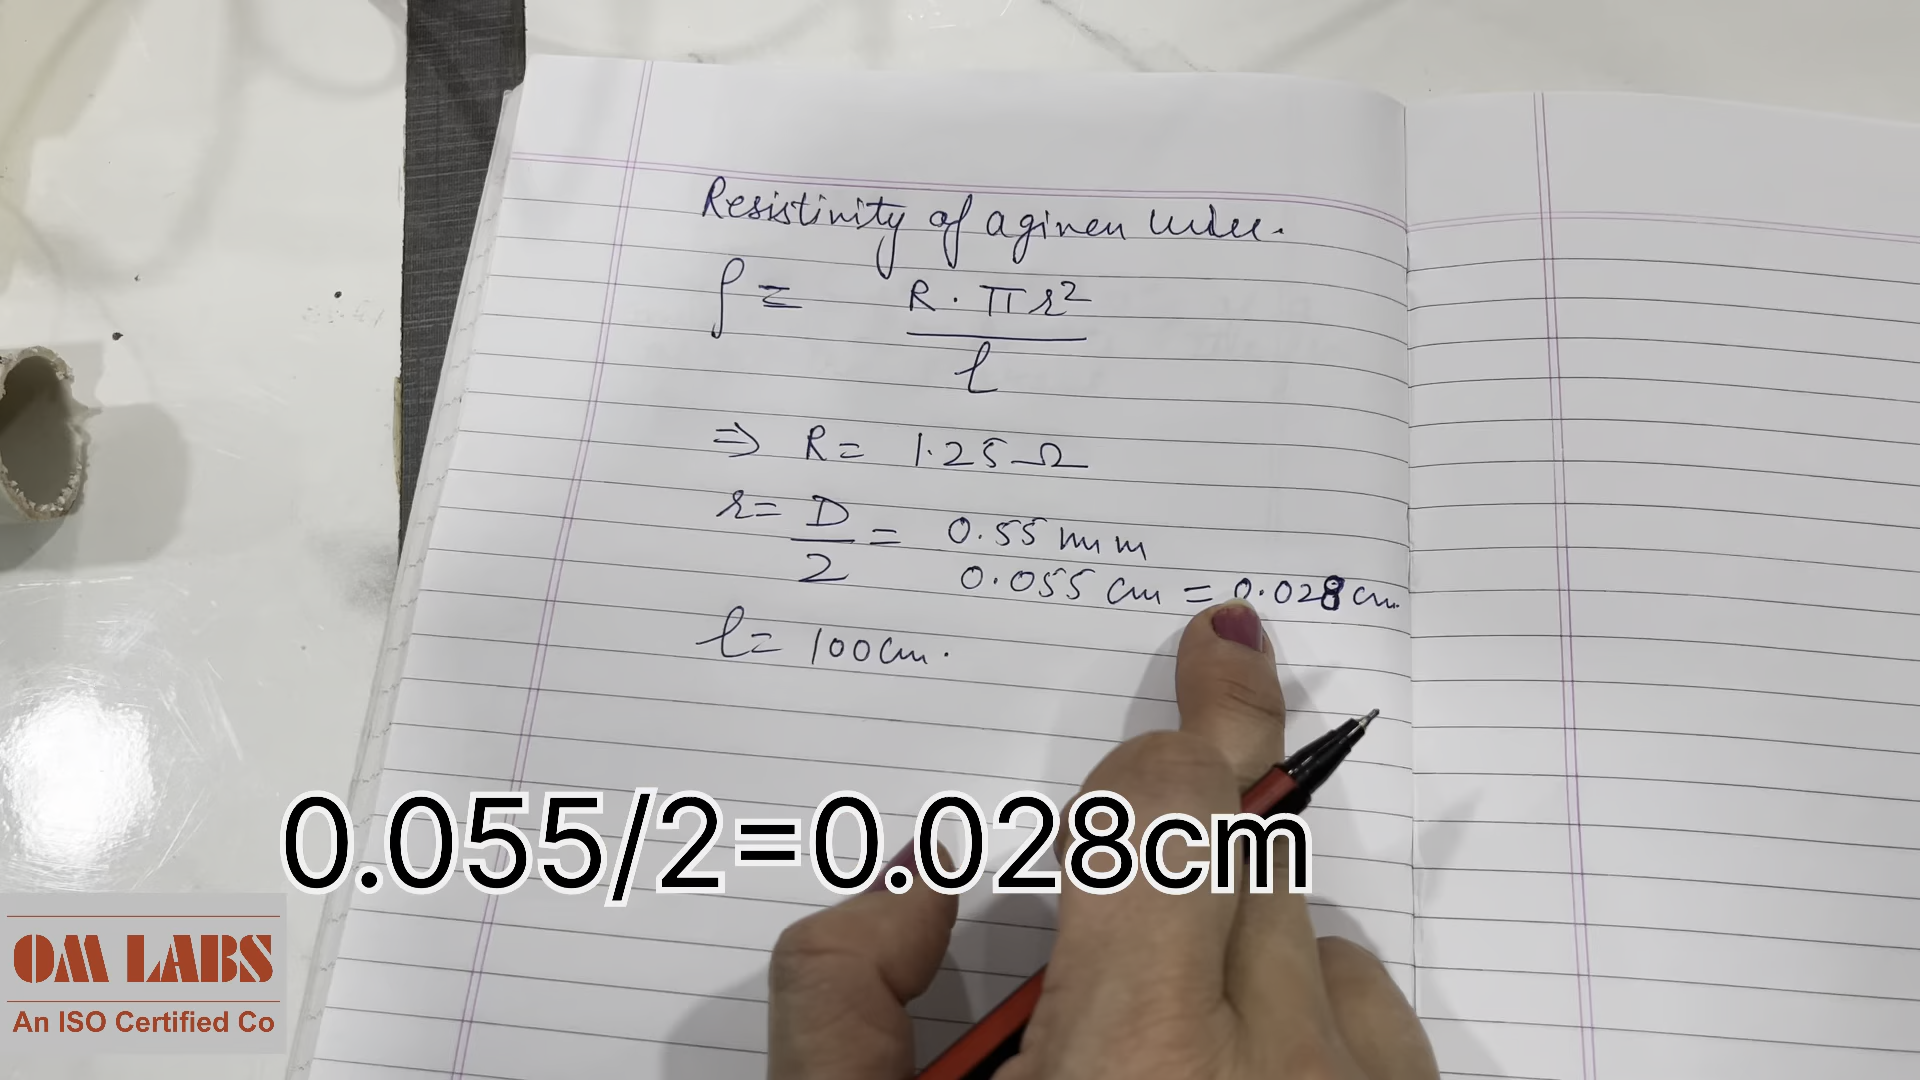 Resistivity of a given wire.
ρ = R · π r²
l
⇒ R = 1.25 Ω
r = D = 0.55 mm
2 0.055 cm = 0.028 cm.
l = 100 cm.
0.055/2=0.028cm
OM LABS
An ISO Certified Co